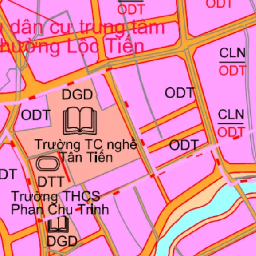 dân cư trung tâm
hường Lộc Tiến
ODT
CLN
ODT
DGD
ODT
ODT
CLN
ODT
Trường TC nghề
Tân Tiến
ODT
DT
DTT
Trường THCS
Phan Chu Trinh
ODT
DGD